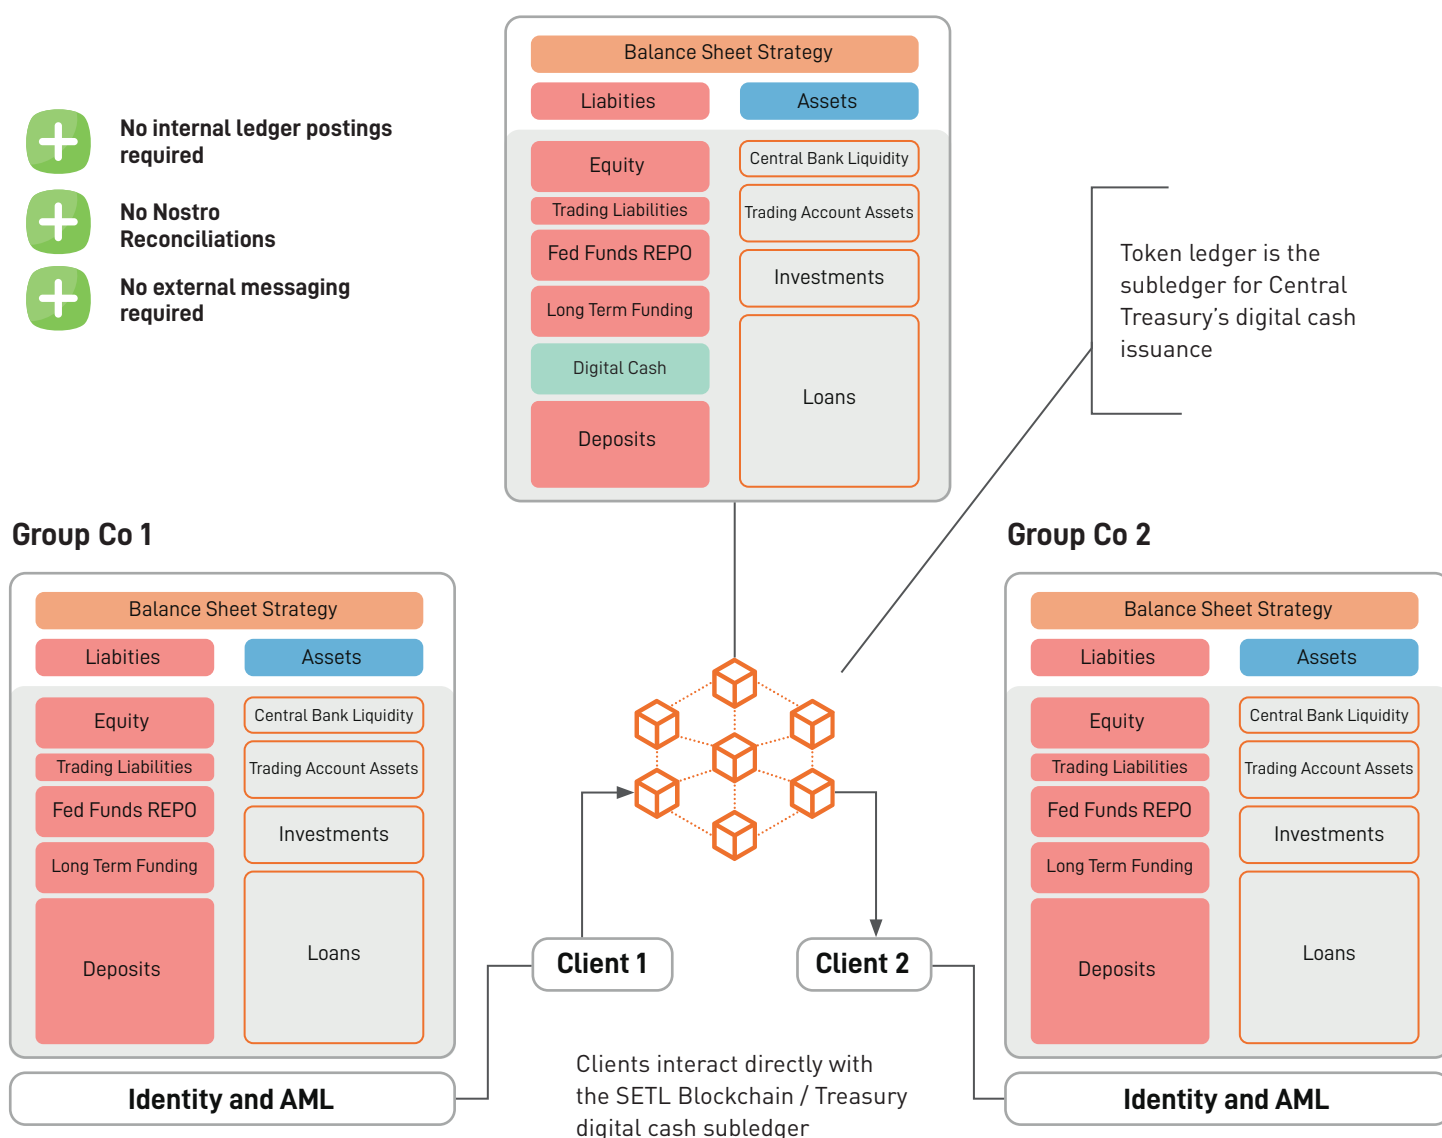 Balance Sheet Strategy
Liabities
Assets
Equity
Trading Liabilities
Fed Funds REPO
Long Term Funding
Digital Cash
Deposits
Central Bank Liquidity
Trading Account Assets
Investments
Loans
No internal ledger postings
required
No Nostro
Reconciliations
No external messaging
required
Token ledger is the
subledger for Central
Treasury’s digital cash
issuance
Group Co 1
Balance Sheet Strategy
Liabities
Assets
Equity
Trading Liabilities
Fed Funds REPO
Long Term Funding
Deposits
Central Bank Liquidity
Trading Account Assets
Investments
Loans
Identity and AML
Client 1
Client 2
Clients interact directly with
the SETL Blockchain / Treasury
digital cash subledger
Group Co 2
Balance Sheet Strategy
Liabities
Assets
Equity
Trading Liabilities
Fed Funds REPO
Long Term Funding
Deposits
Central Bank Liquidity
Trading Account Assets
Investments
Loans
Identity and AML